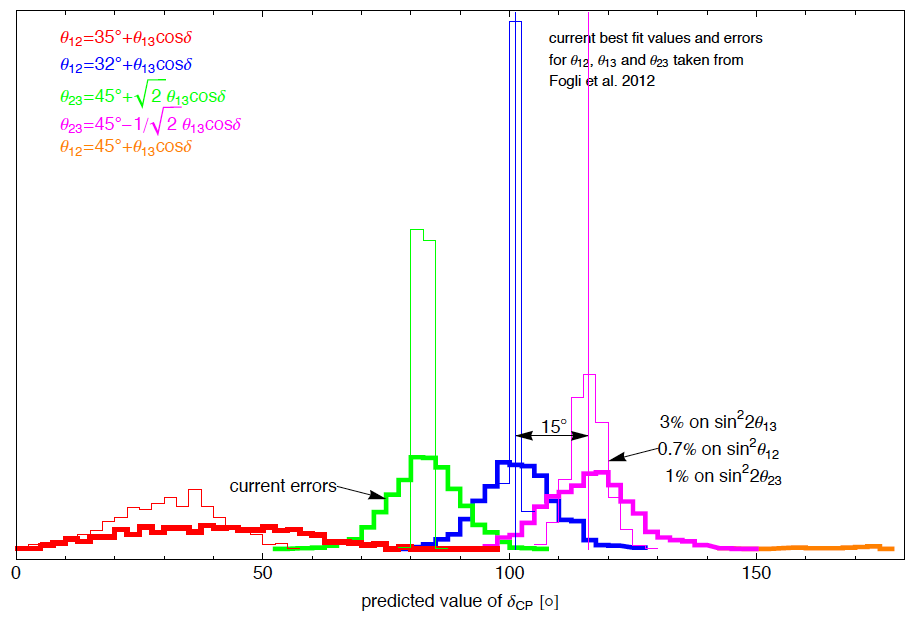 θ₁₂=35°+θ₁₃cosδ
θ₁₂=32°+θ₁₃cosδ
θ₂₃=45°+√2 θ₁₃cosδ
θ₂₃=45°−1/√2 θ₁₃cosδ
θ₁₂=45°+θ₁₃cosδ
current best fit values and errors
for θ₁₂, θ₁₃ and θ₂₃ taken from
Fogli et al. 2012
15°
3% on sin²2θ₁₃
0.7% on sin²θ₁₂
1% on sin²2θ₂₃
current errors
0 50 100 150
predicted value of δCP [○]